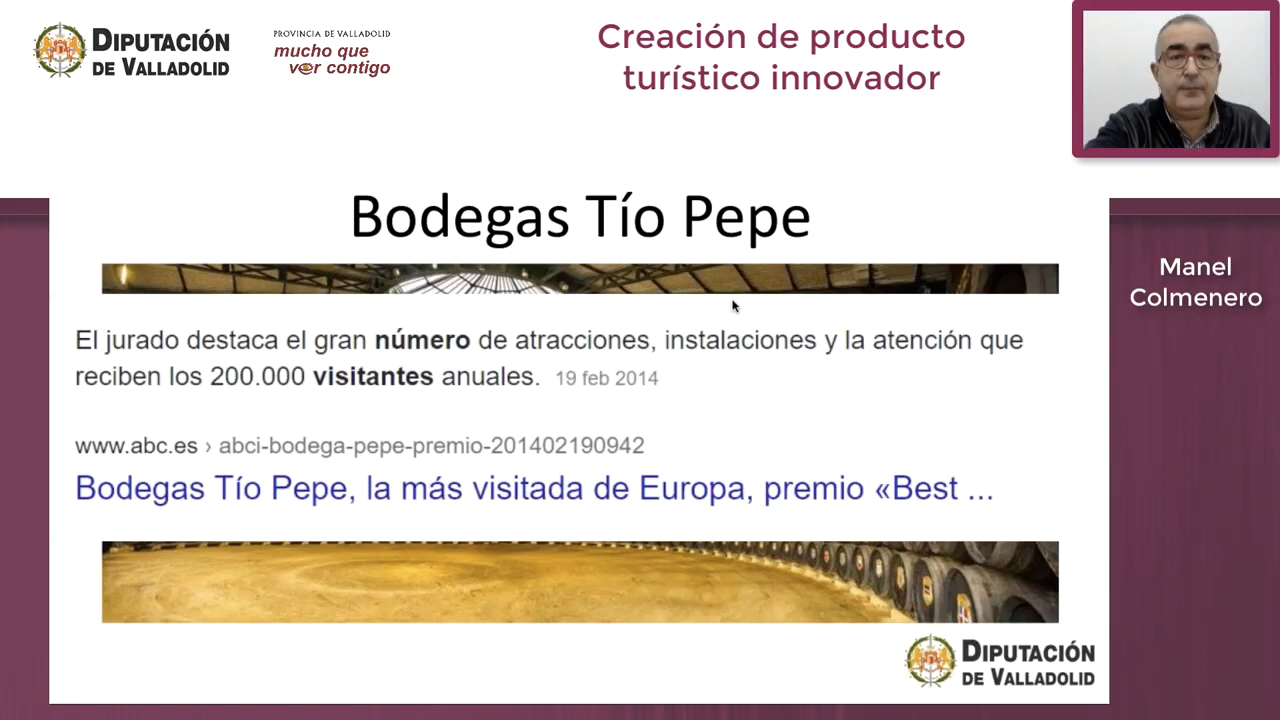 DIPUTACIÓN
DE VALLADOLID
PROVINCIA DE VALLADOLID
mucho que
ver contigo
Creación de producto
turístico innovador
Bodegas Tío Pepe
El jurado destaca el gran número de atracciones, instalaciones y la atención que
reciben los 200.000 visitantes anuales. 19 feb 2014
www.abc.es › abci-bodega-pepe-premio-201402190942
Bodegas Tío Pepe, la más visitada de Europa, premio «Best ...
Manel
Colmenero
DIPUTACIÓN
DE VALLADOLID